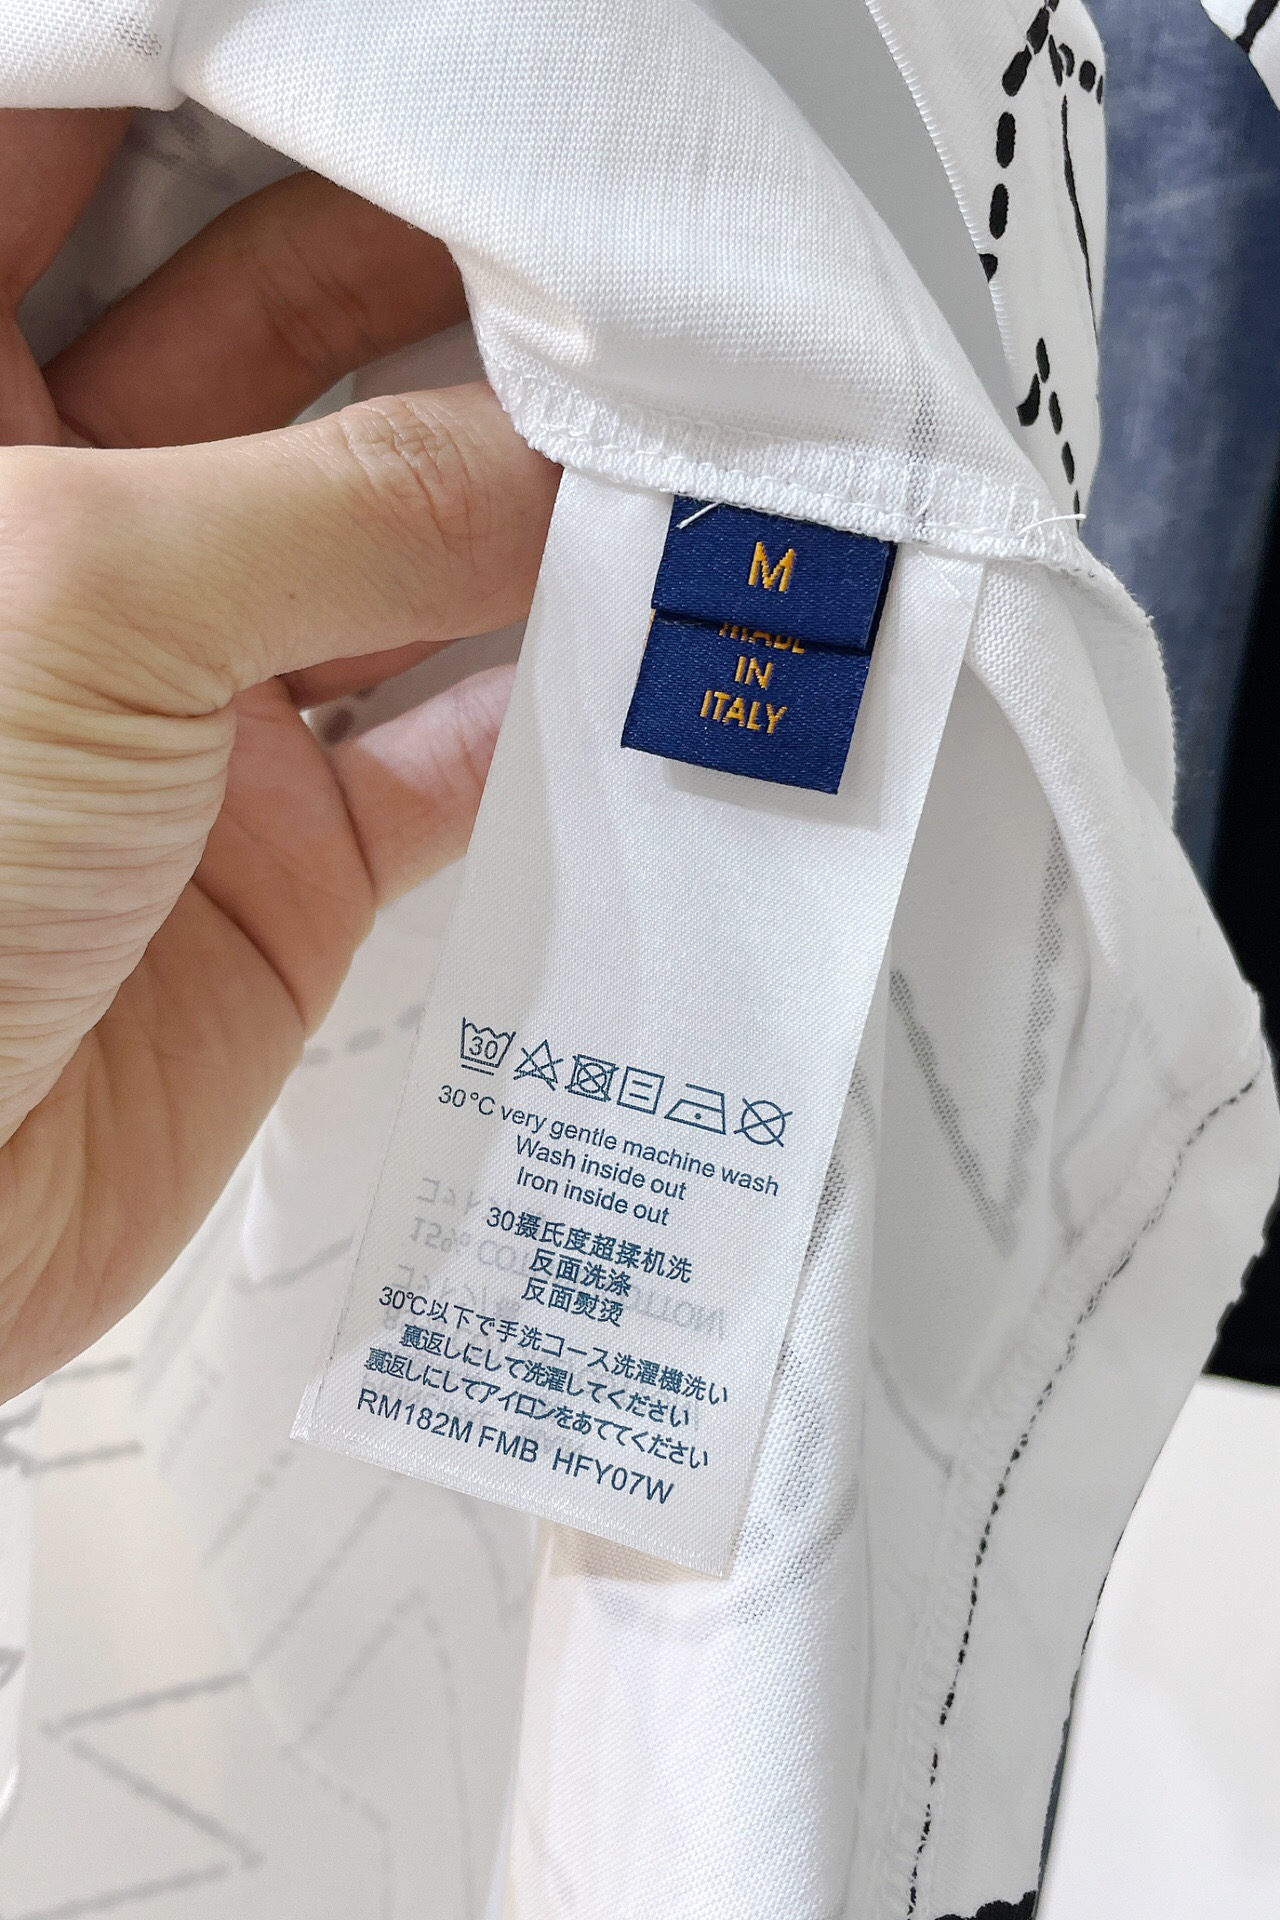 M
MADE
IN
ITALY
30
30°C very gentle machine wash
Wash inside out
Iron inside out
30摄氏度超揉机洗
反面洗涤
反面熨烫
30℃以下で手洗コース洗濯機洗い
裏返しにして洗濯してください
裏返しにしてアイロンをあててください
RM182M FMB HFY07W